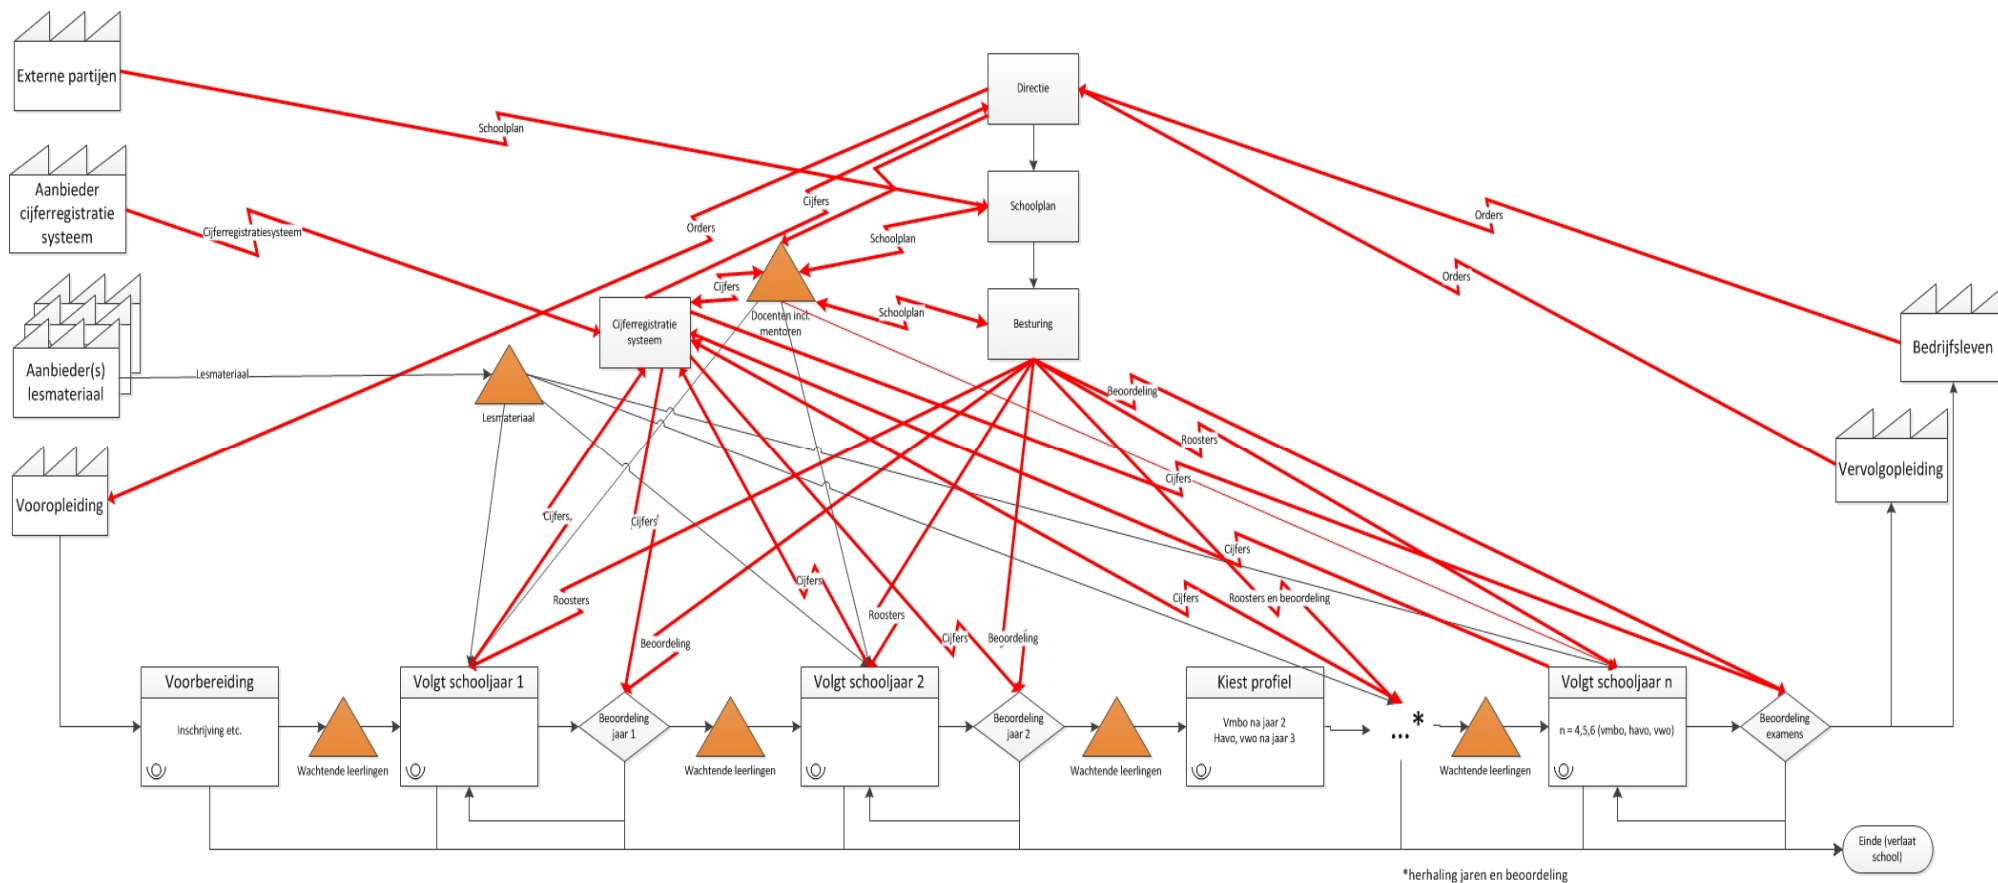 Externe partijen
Directie
Schoolplan
Aanbieder
cijferregistratie
systeem
Cijferregistratiesysteem
Cijfers
Orders
Schoolplan
Schoolplan
Orders
Orders
Cijfers
Schoolplan
Docenten incl.
mentoren
Cijferregistratie
systeem
Besturing
Bedrijfsleven
Aanbieder(s)
lesmateriaal
Lesmateriaal
Lesmateriaal
Beoordeling
Roosters
Cijfers
Vervolgopleiding
Vooropleiding
Cijfers
Cijfers
Cijfers
Cijfers
Roosters
Beoordeling
Roosters
Cijfers
Beoordeling
Cijfers
Roosters en beoordeling
Voorbereiding
Inschrijving etc.
Wachtende leerlingen
Volgt schooljaar 1
Beoordeling
jaar 1
Wachtende leerlingen
Volgt schooljaar 2
Beoordeling
jaar 2
Wachtende leerlingen
Kiest profiel
Vmbo na jaar 2
Havo, vwo na jaar 3
... *
Wachtende leerlingen
Volgt schooljaar n
n = 4,5,6 (vmbo, havo, vwo)
Beoordeling
examens
Einde (verlaat
school)
*herhaling jaren en beoordeling